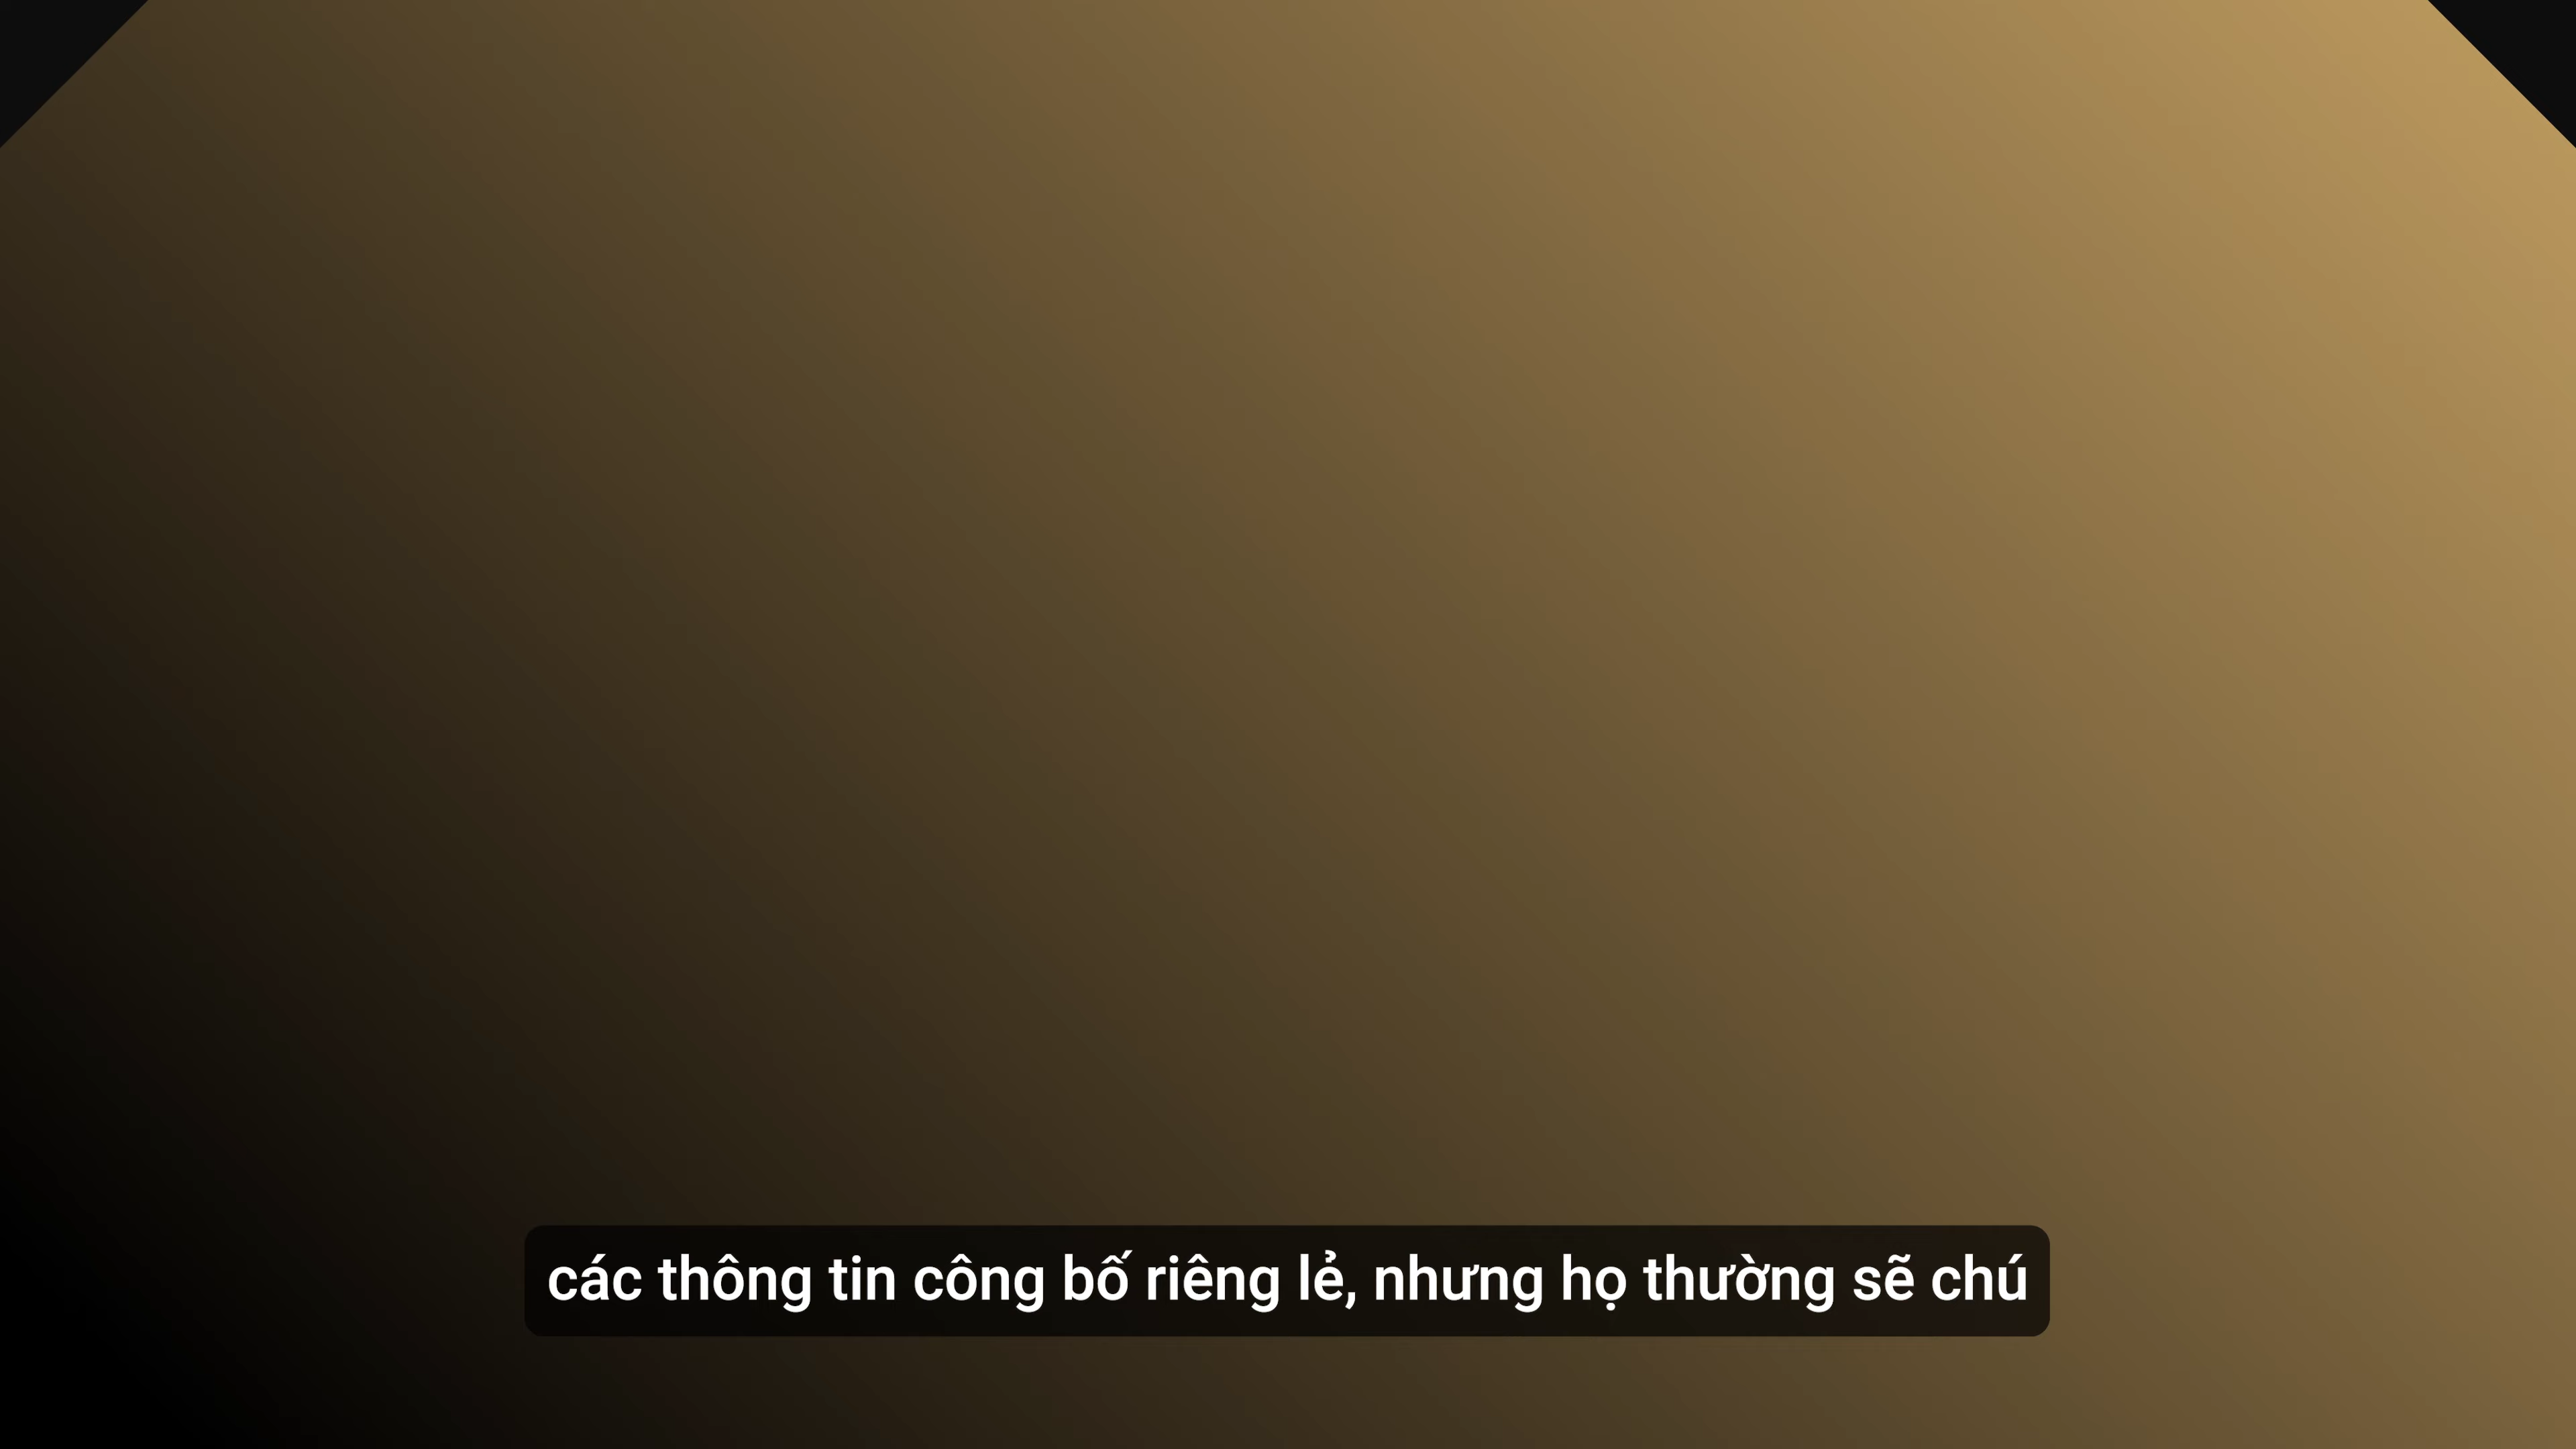 các thông tin công bố riêng lẻ, nhưng họ thường sẽ chú